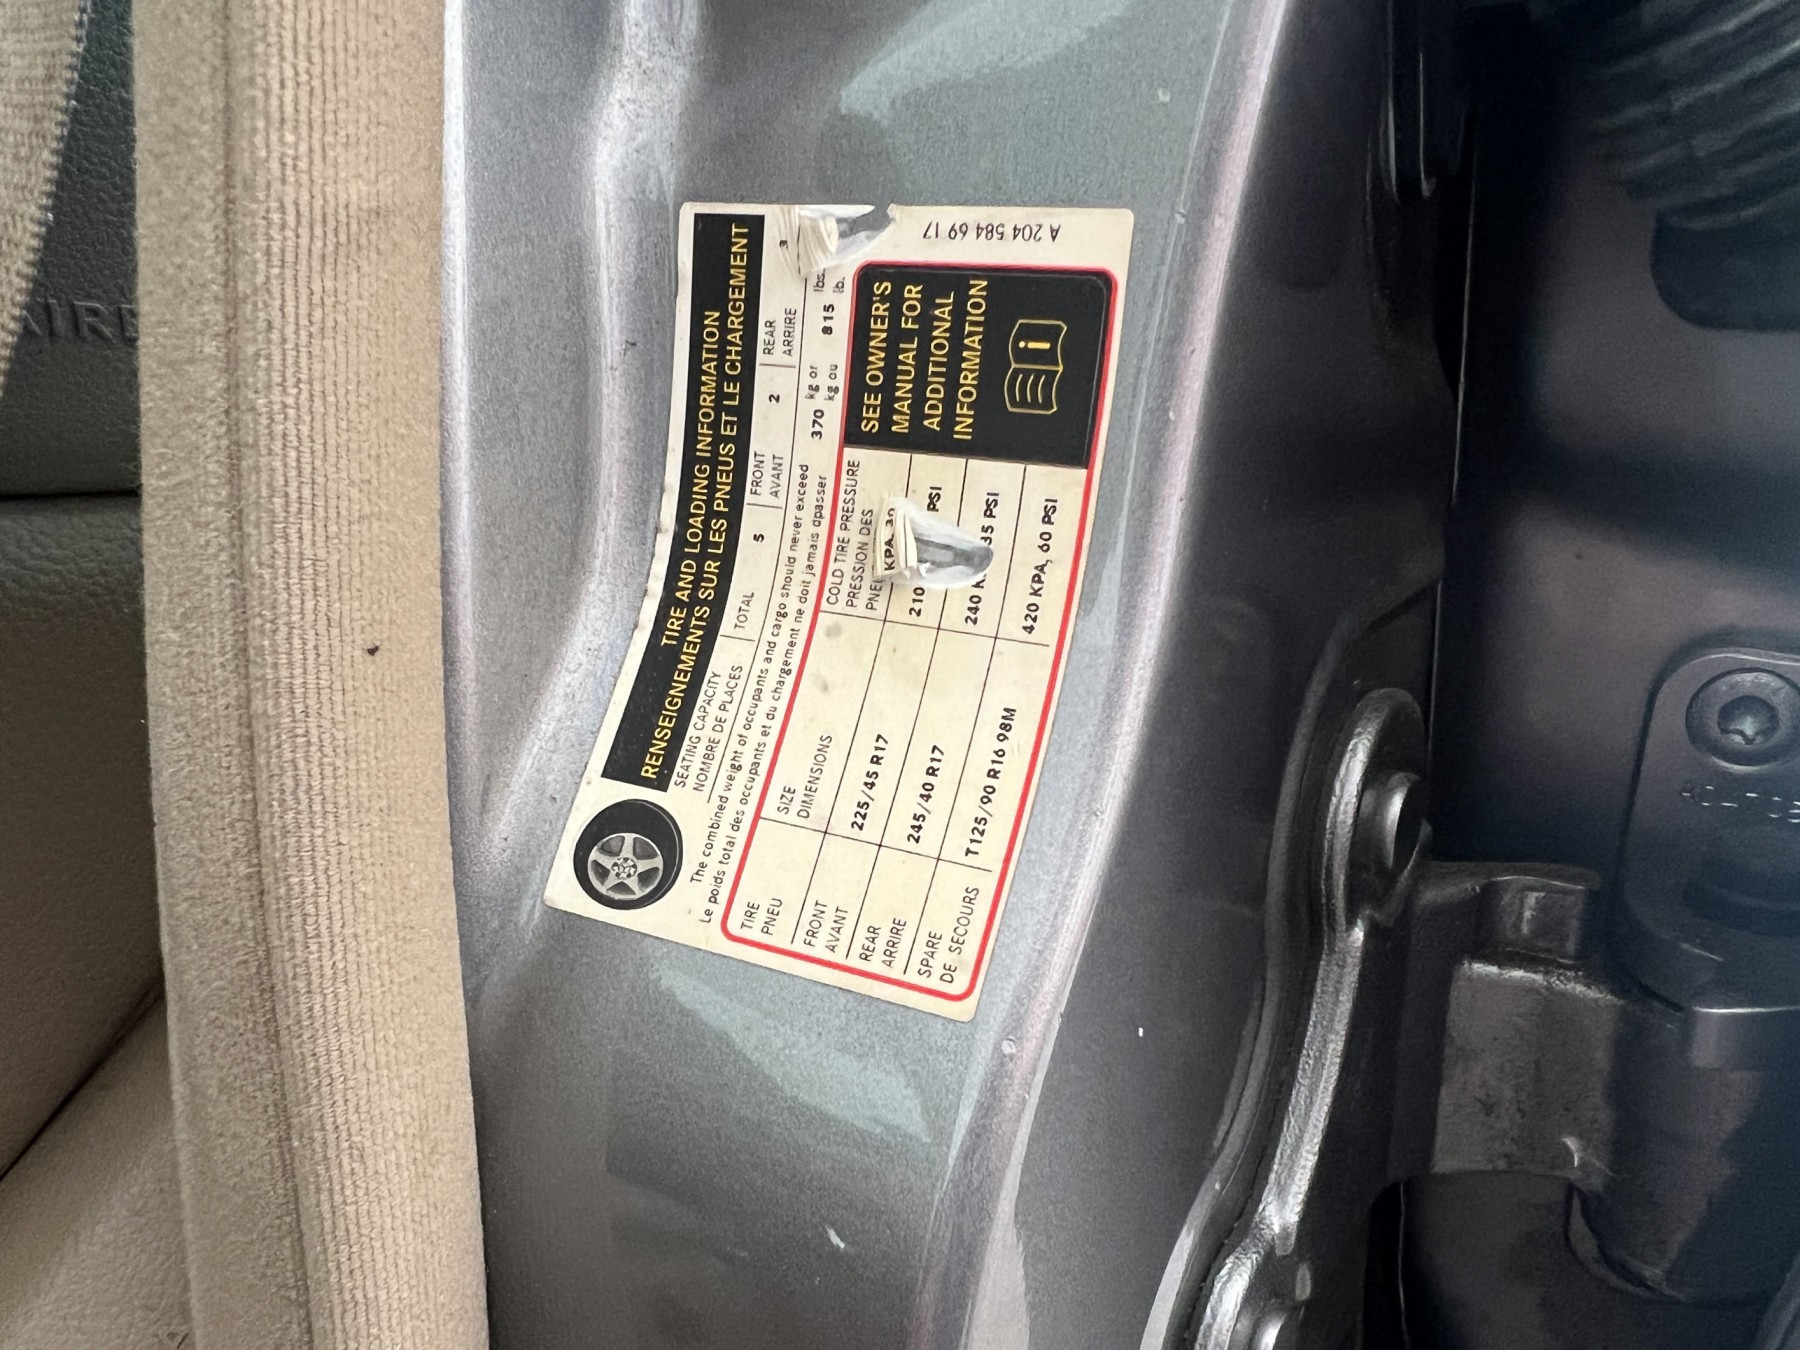 TIRE AND LOADING INFORMATION
RENSEIGNEMENTS SUR LES PNEUS ET LE CHARGEMENT
SEATING CAPACITY
NOMBRE DE PLACES
TOTAL 5
FRONT
AVANT
2
REAR
ARRIRE
3
The combined weight of occupants and cargo should never exceed 370 kg or 815 lbs.
Le poids total des occupants et du chargement ne doit jamais dpasser kg ou lb.
TIRE
PNEU
SIZE
DIMENSIONS
COLD TIRE PRESSURE
PRESSION DES
FRONT
AVANT
225/45 R17
210 KPA, 30 PSI
REAR
ARRIRE
245/40 R17
240 35 PSI
SPARE
DE SECOURS
T125/90 R16 98M
420 KPA, 60 PSI
SEE OWNER'S
MANUAL FOR
ADDITIONAL
INFORMATION
i
A 204 584 69 17